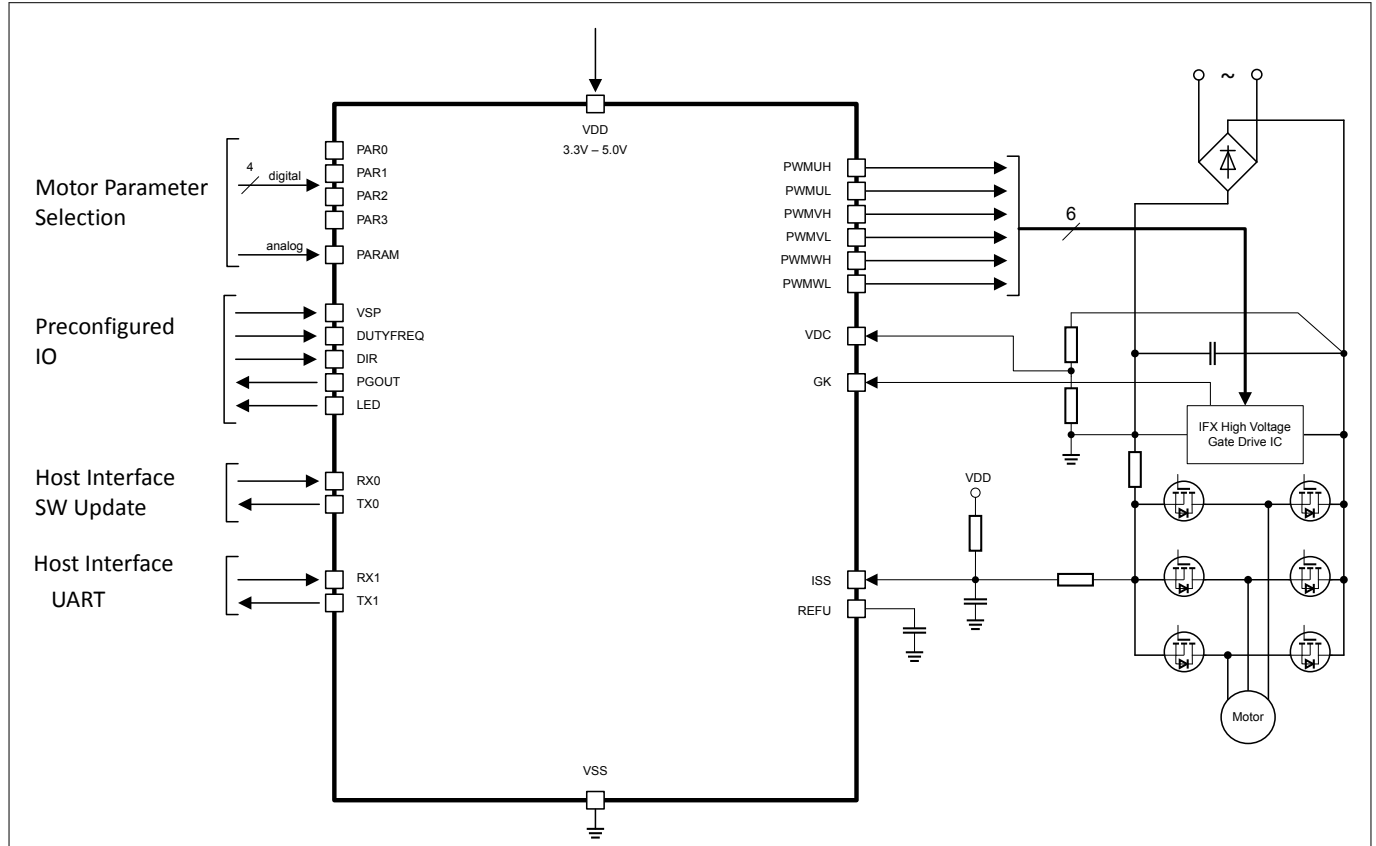 VDD
3.3V – 5.0V
Motor Parameter
Selection
4
digital
analog
PAR0
PAR1
PAR2
PAR3
PARAM
Preconfigured
IO
VSP
DUTYFREQ
DIR
PGOUT
LED
Host Interface
SW Update
RX0
TX0
Host Interface
UART
RX1
TX1
VSS
PWMUH
PWMUL
PWMVH
PWMVL
PWMWH
PWMWL
VDC
GK
ISS
REFU
6
~
IFX High Voltage
Gate Drive IC
VDD
Motor